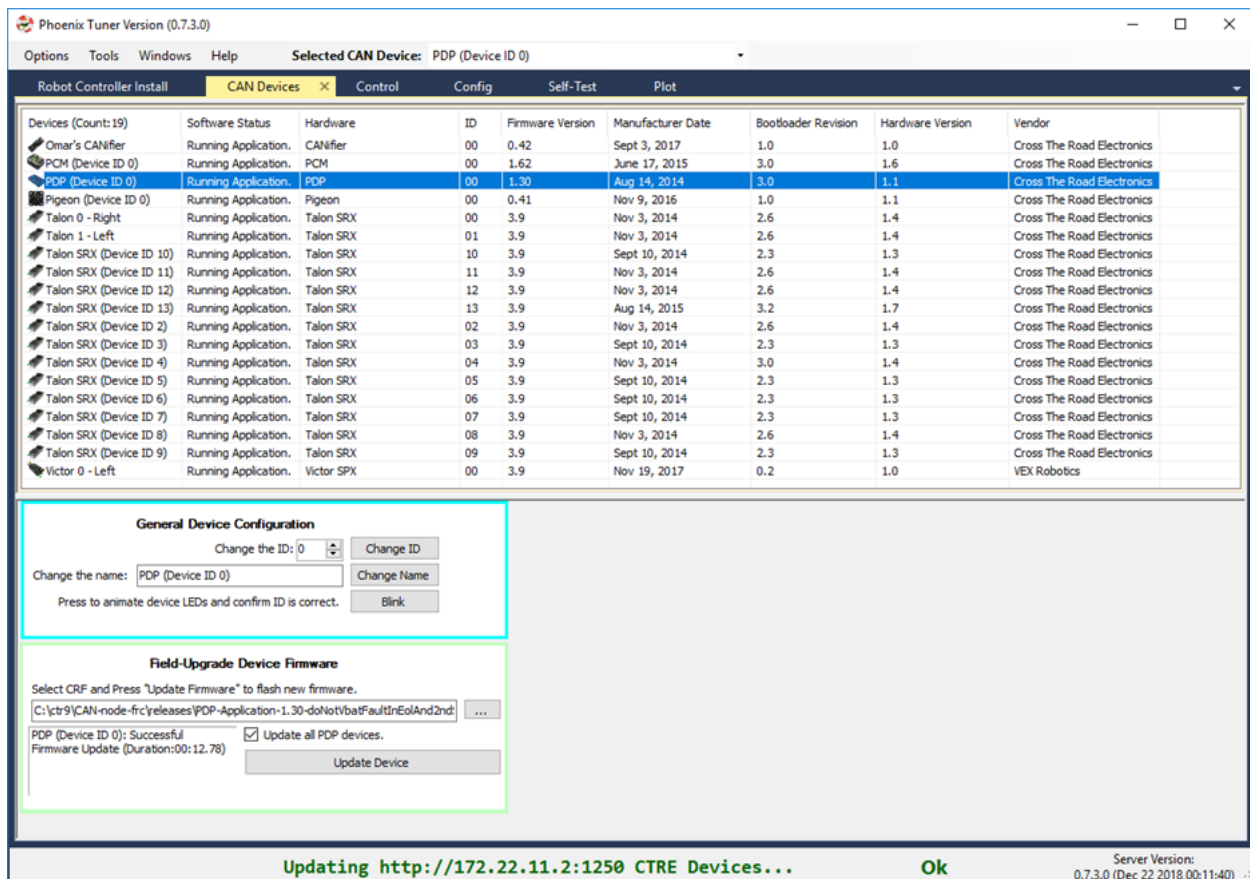 Phoenix Tuner Version (0.7.3.0)
Options Tools Windows Help Selected CAN Device: PDP (Device ID 0)
Robot Controller Install CAN Devices Control Config Self-Test Plot
Devices (Count: 19) Software Status Hardware ID Firmware Version Manufacturer Date Bootloader Revision Hardware Version Vendor
Omar's CANifier Running Application. CANifier 00 0.42 Sept 3, 2017 1.0 1.0 Cross The Road Electronics
PCM (Device ID 0) Running Application. PCM 00 1.62 June 17, 2015 3.0 1.6 Cross The Road Electronics
PDP (Device ID 0) Running Application. PDP 00 1.30 Aug 14, 2014 3.0 1.1 Cross The Road Electronics
Pigeon (Device ID 0) Running Application. Pigeon 00 0.41 Nov 9, 2016 1.0 1.1 Cross The Road Electronics
Talon 0 - Right Running Application. Talon SRX 00 3.9 Nov 3, 2014 2.6 1.4 Cross The Road Electronics
Talon 1 - Left Running Application. Talon SRX 01 3.9 Nov 3, 2014 2.6 1.4 Cross The Road Electronics
Talon SRX (Device ID 10) Running Application. Talon SRX 10 3.9 Sept 10, 2014 2.3 1.3 Cross The Road Electronics
Talon SRX (Device ID 11) Running Application. Talon SRX 11 3.9 Nov 3, 2014 2.6 1.4 Cross The Road Electronics
Talon SRX (Device ID 12) Running Application. Talon SRX 12 3.9 Nov 3, 2014 2.6 1.4 Cross The Road Electronics
Talon SRX (Device ID 13) Running Application. Talon SRX 13 3.9 Aug 14, 2015 3.2 1.7 Cross The Road Electronics
Talon SRX (Device ID 2) Running Application. Talon SRX 02 3.9 Nov 3, 2014 2.6 1.4 Cross The Road Electronics
Talon SRX (Device ID 3) Running Application. Talon SRX 03 3.9 Sept 10, 2014 2.3 1.3 Cross The Road Electronics
Talon SRX (Device ID 4) Running Application. Talon SRX 04 3.9 Nov 3, 2014 3.0 1.4 Cross The Road Electronics
Talon SRX (Device ID 5) Running Application. Talon SRX 05 3.9 Sept 10, 2014 2.3 1.3 Cross The Road Electronics
Talon SRX (Device ID 6) Running Application. Talon SRX 06 3.9 Sept 10, 2014 2.3 1.3 Cross The Road Electronics
Talon SRX (Device ID 7) Running Application. Talon SRX 07 3.9 Sept 10, 2014 2.3 1.3 Cross The Road Electronics
Talon SRX (Device ID 8) Running Application. Talon SRX 08 3.9 Nov 3, 2014 2.6 1.4 Cross The Road Electronics
Talon SRX (Device ID 9) Running Application. Talon SRX 09 3.9 Sept 10, 2014 2.3 1.3 Cross The Road Electronics
Victor 0 - Left Running Application. Victor SPX 00 3.9 Nov 19, 2017 0.2 1.0 VEX Robotics
General Device Configuration
Change the ID: 0 Change ID
Change the name: PDP (Device ID 0) Change Name
Press to animate device LEDs and confirm ID is correct. Blink
Field-Upgrade Device Firmware
Select CRF and Press "Update Firmware" to flash new firmware.
C:\ctr9\CAN-node-frc\releases\PDP-Application-1.30-doNotVbatFaultInEolAnd2nd ...
PDP (Device ID 0): Successful
Firmware Update (Duration:00:12.78)
Update all PDP devices.
Update Device
Updating http://172.22.11.2:1250 CTRE Devices... Ok
Server Version:
0.7.3.0 (Dec 22 2018 00:11:40)